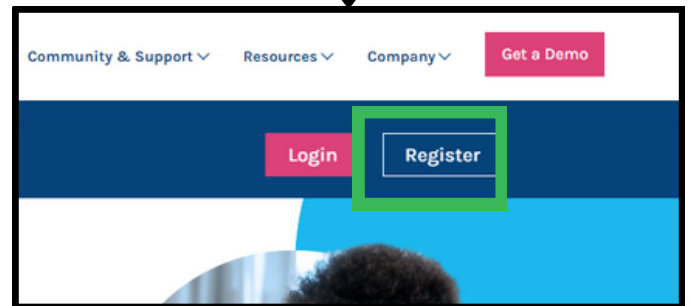 Community & Support Resources Company Get a Demo
Login Register